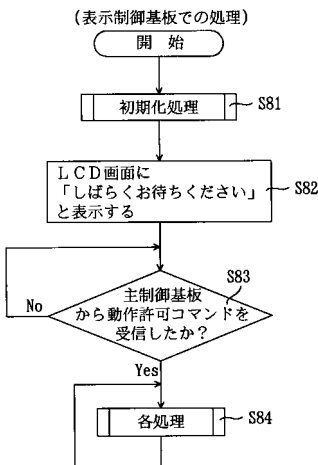 (表示制御基板での処理)
開 始
初期化処理
S81
LCD画面に
「しばらくお待ちください」
と表示する
S82
S83
主制御基板
から動作許可コマンドを
受信したか？
No
Yes
各処理
S84